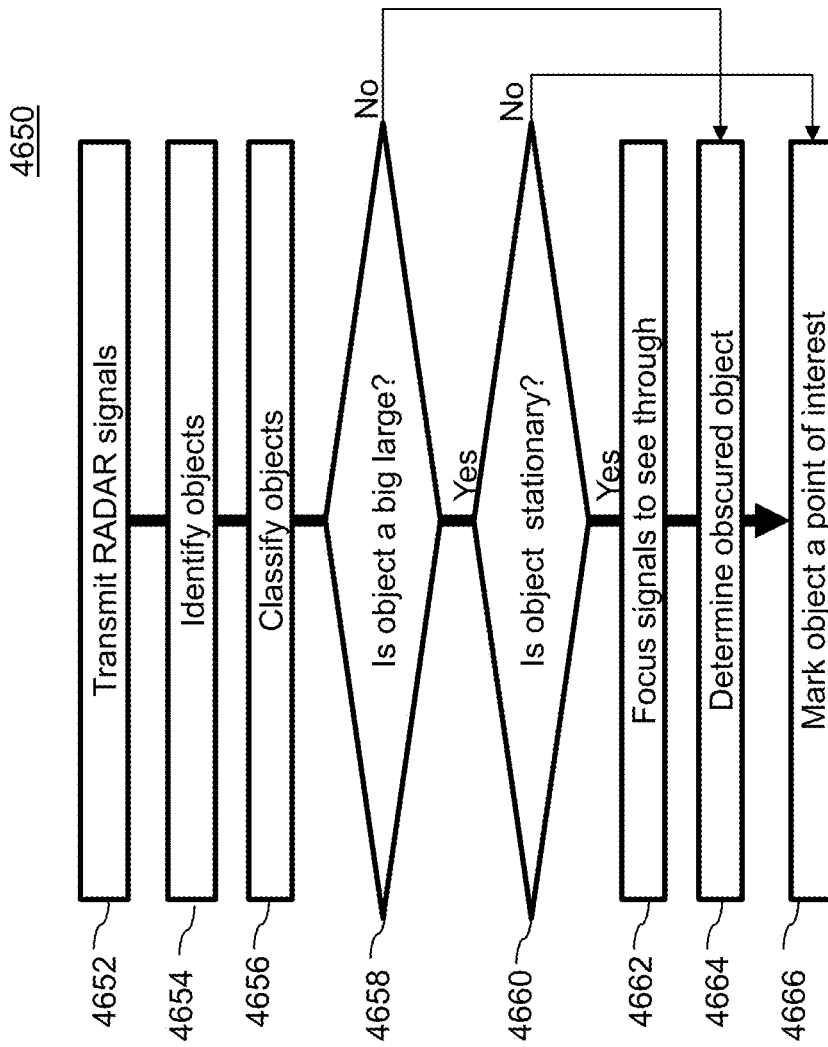 4650
4652
Transmit RADAR signals
4654
Identify objects
4656
Classify objects
4658
Is object a big large?
No
Yes
4660
Is object stationary?
No
Yes
4662
Focus signals to see through
4664
Determine obscured object
4666
Mark object a point of interest